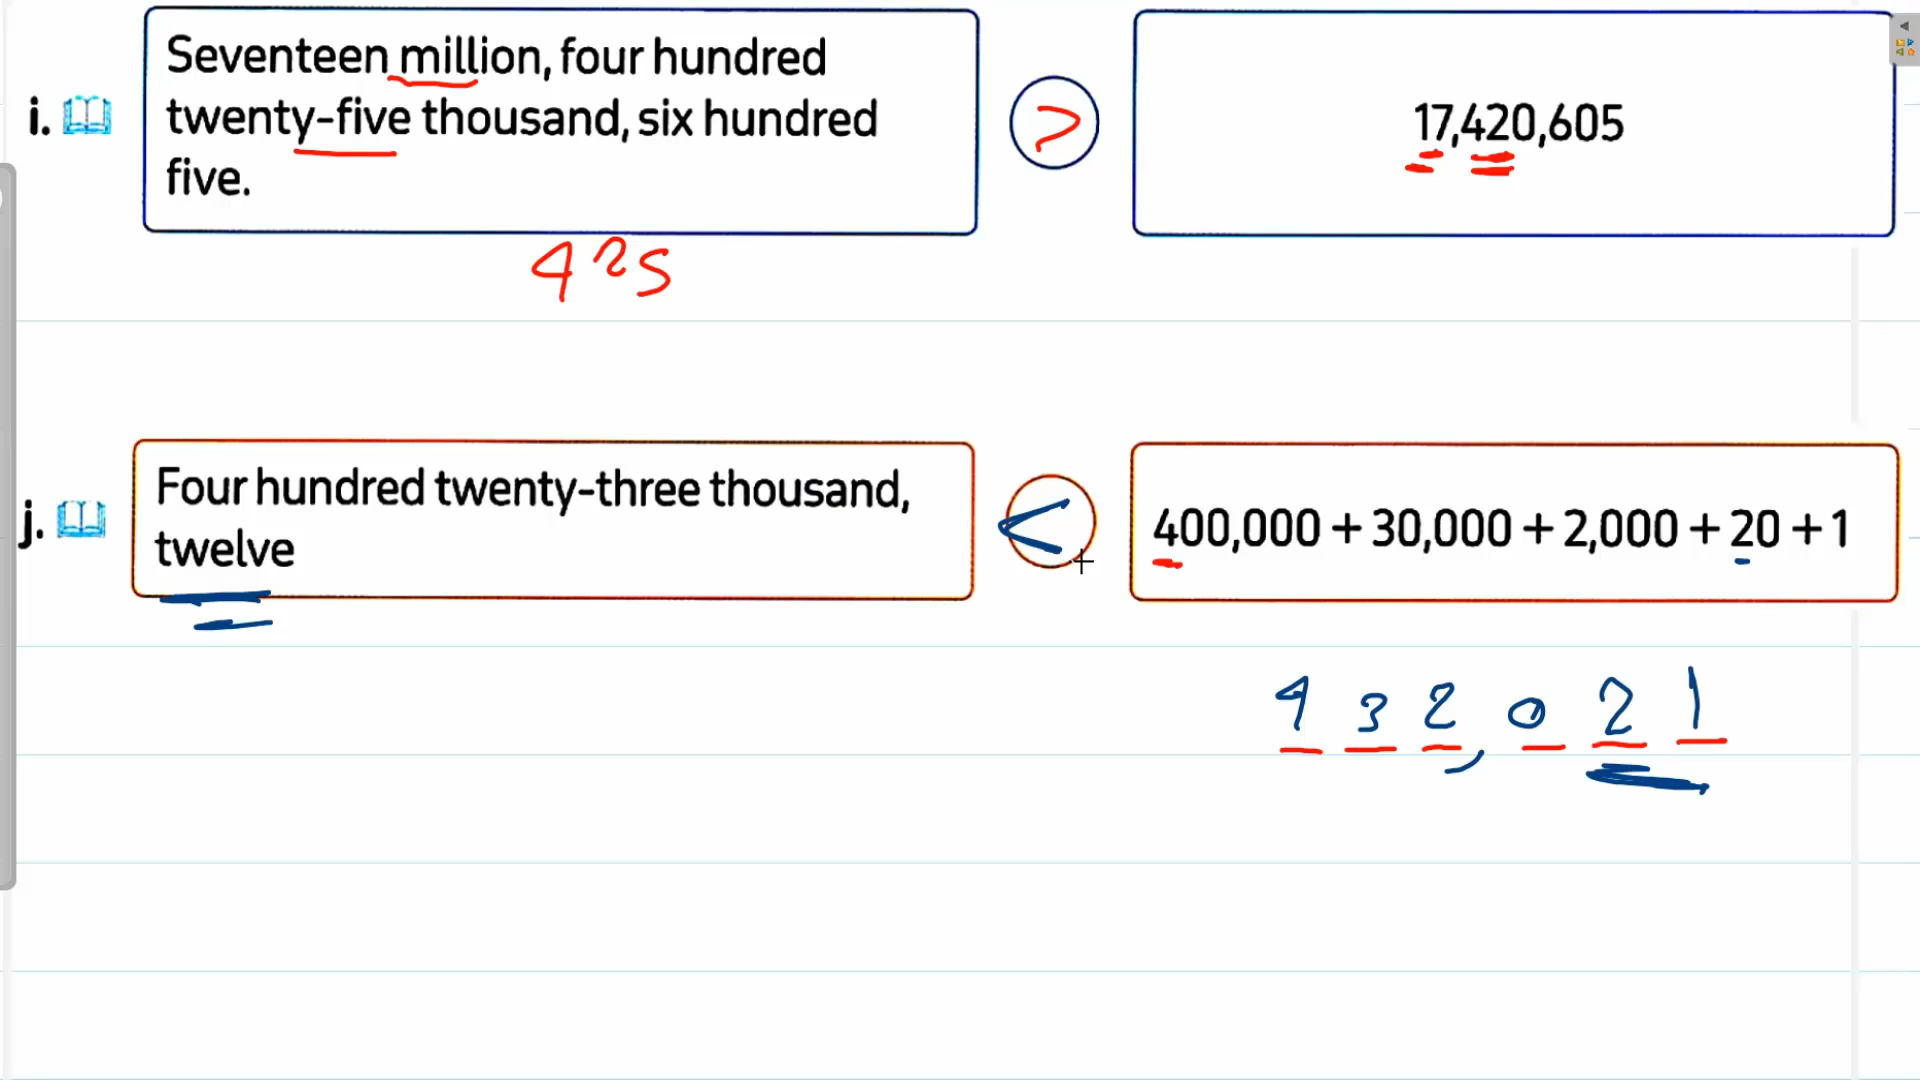 i. Seventeen million, four hundred
twenty-five thousand, six hundred
five.
>
17,420,605
425
j. Four hundred twenty-three thousand,
twelve
<
400,000 + 30,000 + 2,000 + 20 + 1
432,021